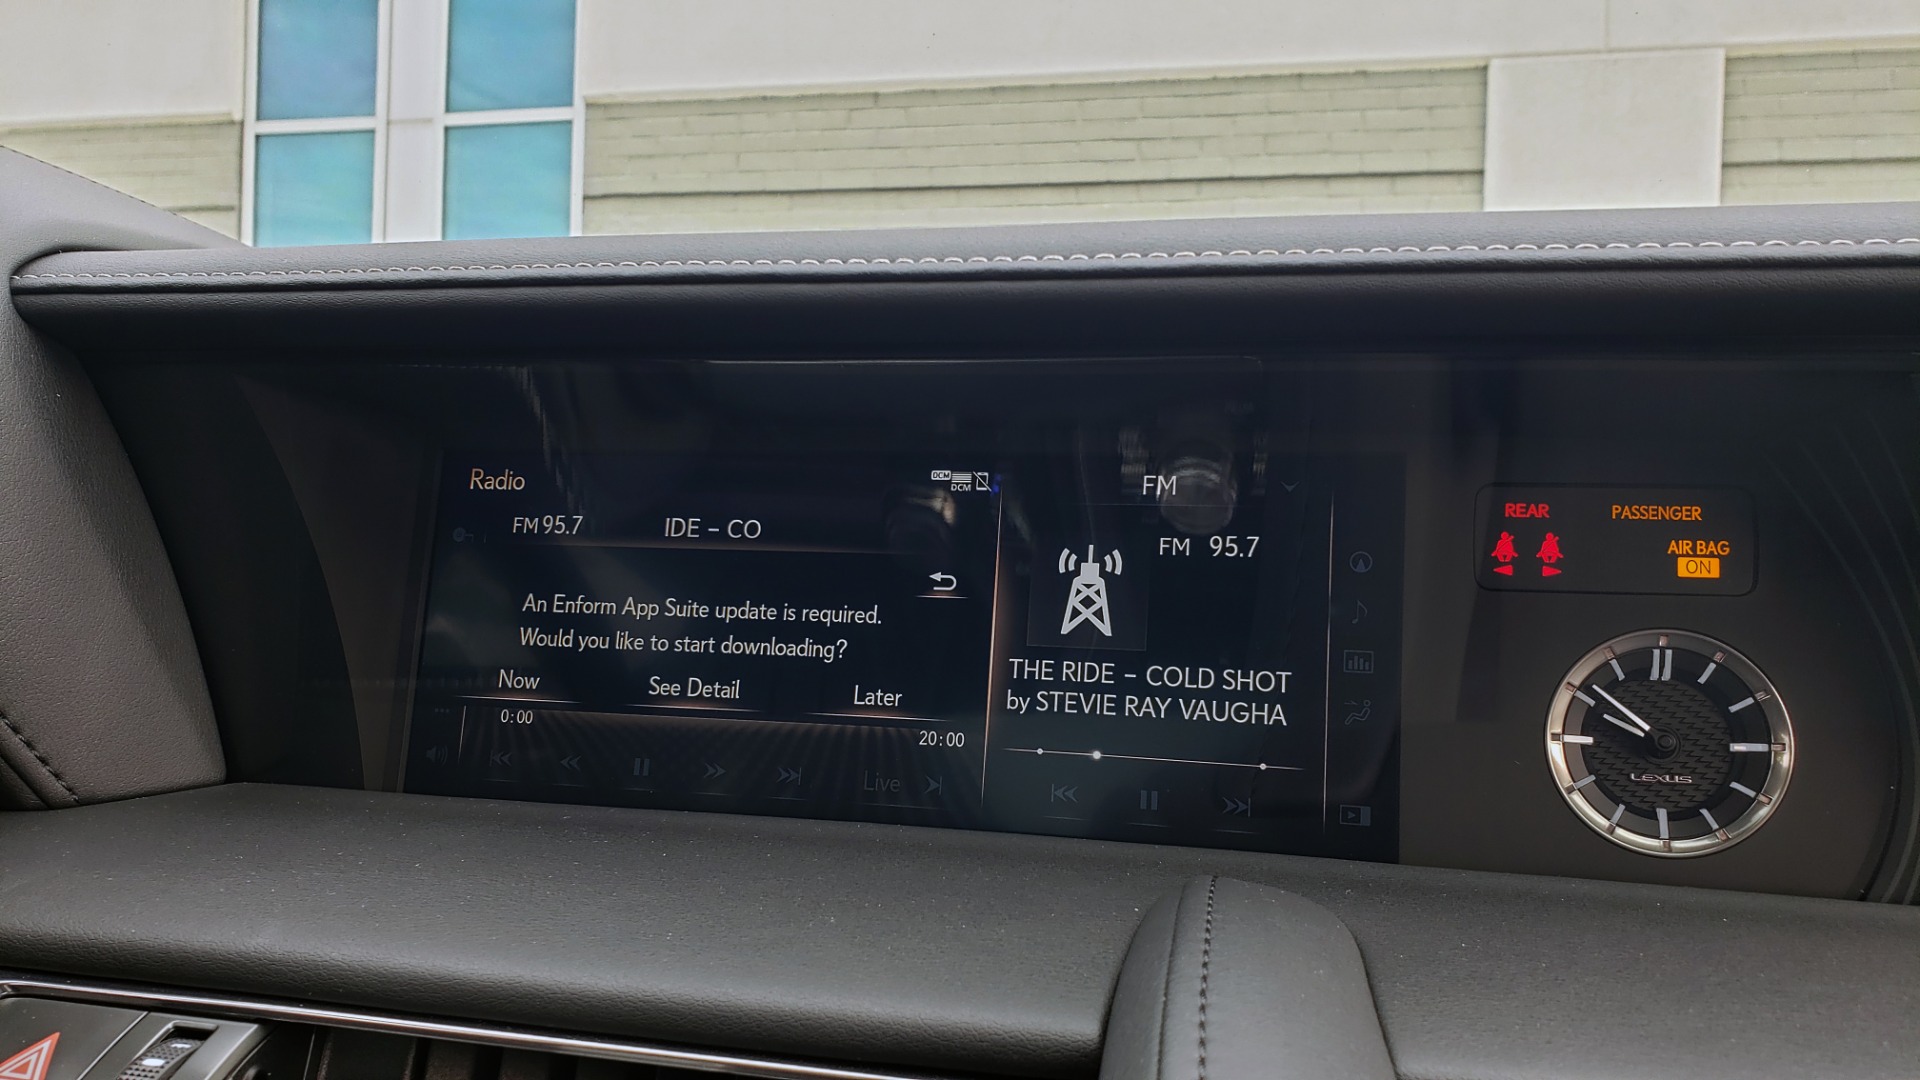 Radio
DCM
DCM
FM 95.7
IDE – CO
An Enform App Suite update is required.
Would you like to start downloading?
Now
See Detail
Later
0:00
20:00
Live
FM
FM 95.7
THE RIDE – COLD SHOT
by STEVIE RAY VAUGHA
REAR
PASSENGER
AIR BAG
ON
LEXUS